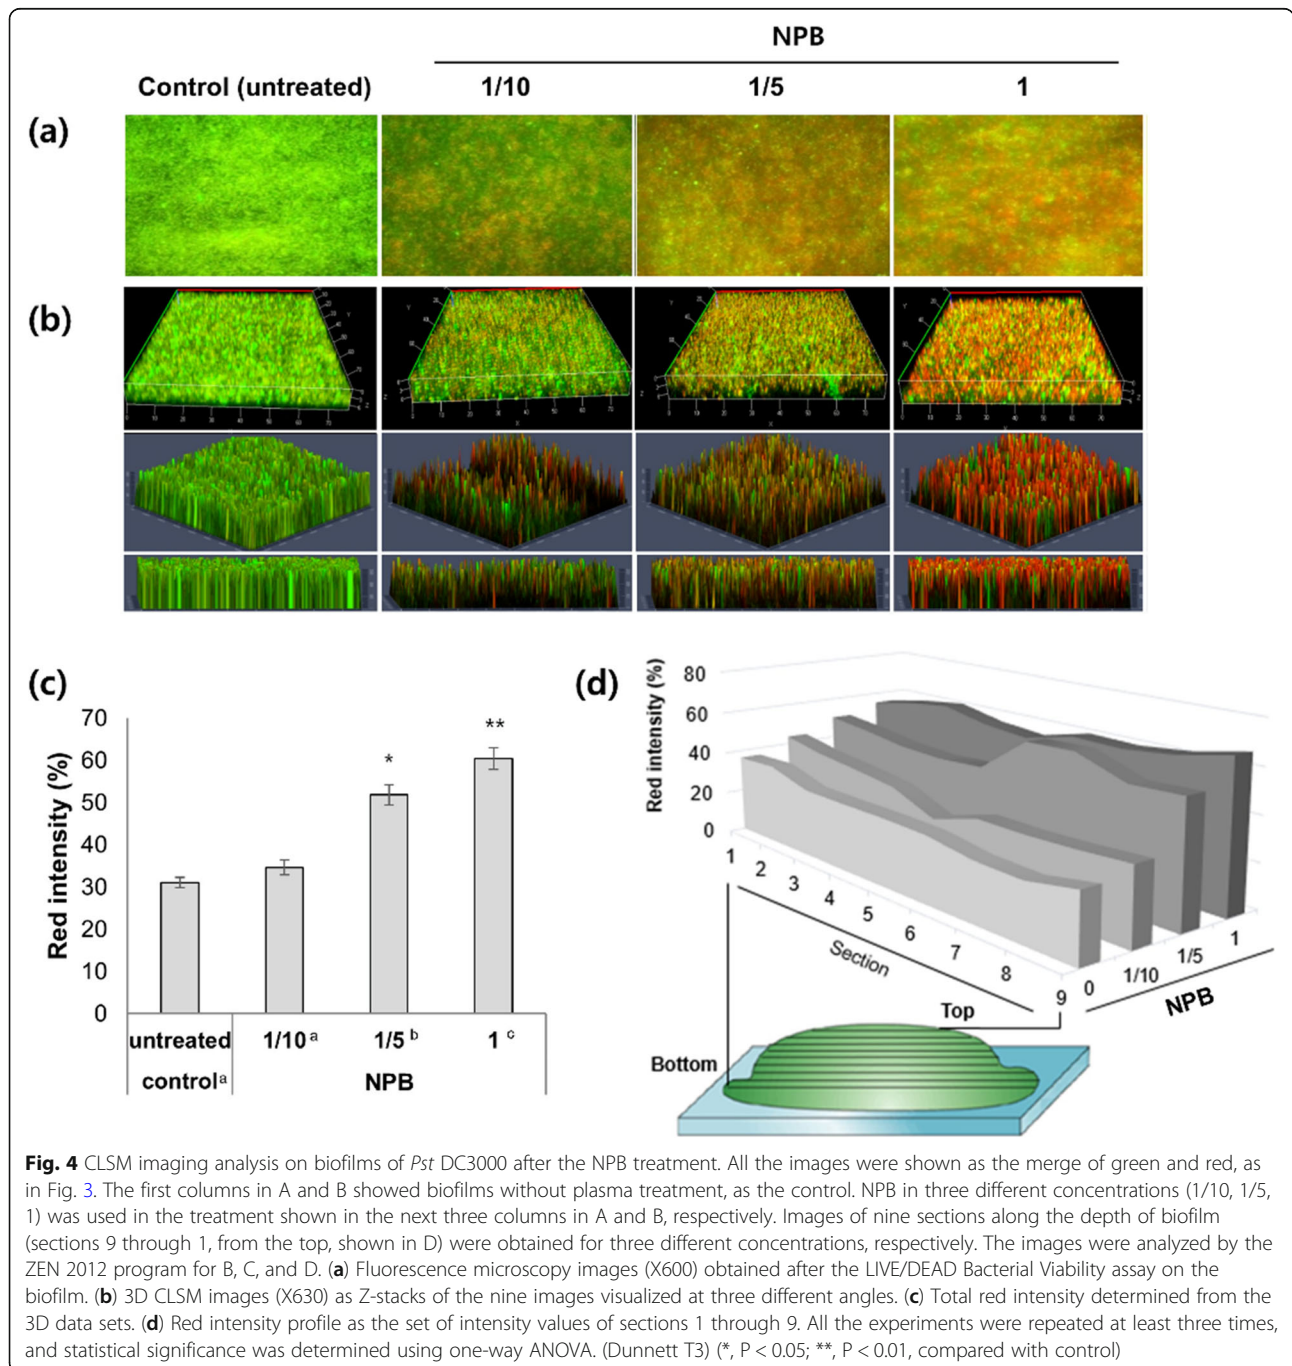 NPB
Control (untreated) 1/10 1/5 1
(a)
(b)
(c)
Red intensity (%)
70
60
50
40
30
20
10
0
*
**
untreated 1/10 a 1/5 b 1 c
control a NPB
(d)
Red intensity (%)
80
60
40
20
0
1
2
3
4
5
6
7
8
9
Section
0
1/10
1/5
1
NPB
Top
Bottom
Fig. 4 CLSM imaging analysis on biofilms of Pst DC3000 after the NPB treatment. All the images were shown as the merge of green and red, as
in Fig. 3. The first columns in A and B showed biofilms without plasma treatment, as the control. NPB in three different concentrations (1/10, 1/5,
1) was used in the treatment shown in the next three columns in A and B, respectively. Images of nine sections along the depth of biofilm
(sections 9 through 1, from the top, shown in D) were obtained for three different concentrations, respectively. The images were analyzed by the
ZEN 2012 program for B, C, and D. (a) Fluorescence microscopy images (X600) obtained after the LIVE/DEAD Bacterial Viability assay on the
biofilm. (b) 3D CLSM images (X630) as Z-stacks of the nine images visualized at three different angles. (c) Total red intensity determined from the
3D data sets. (d) Red intensity profile as the set of intensity values of sections 1 through 9. All the experiments were repeated at least three times,
and statistical significance was determined using one-way ANOVA. (Dunnett T3) (*, P < 0.05; **, P < 0.01, compared with control)